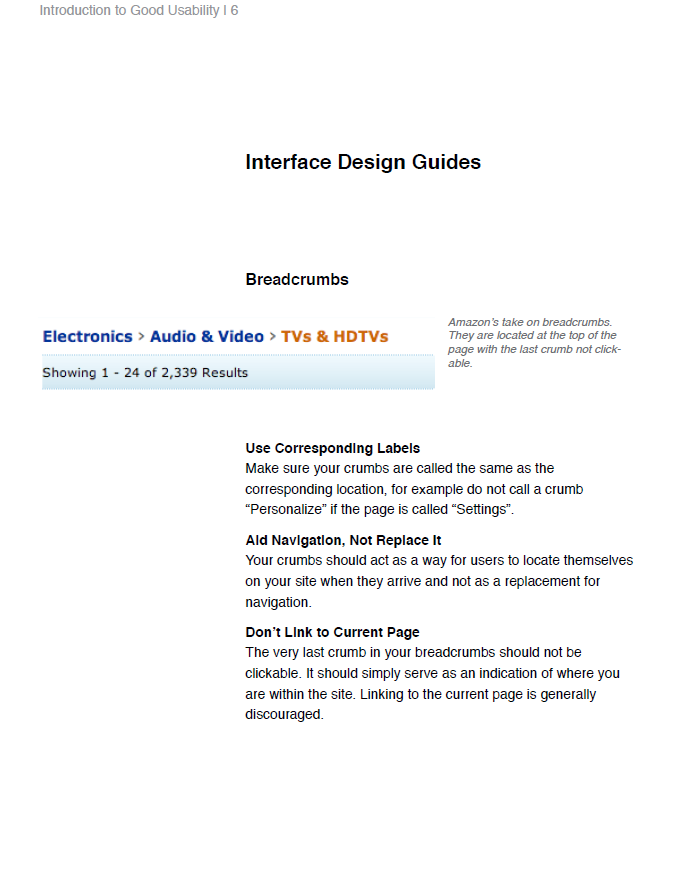 Introduction to Good Usability | 6
Interface Design Guides
Breadcrumbs
Electronics > Audio & Video > TVs & HDTVs
Showing 1 - 24 of 2,339 Results
Amazon’s take on breadcrumbs.
They are located at the top of the
page with the last crumb not click-
able.
Use Corresponding Labels
Make sure your crumbs are called the same as the
corresponding location, for example do not call a crumb
“Personalize” if the page is called “Settings”.
Aid Navigation, Not Replace It
Your crumbs should act as a way for users to locate themselves
on your site when they arrive and not as a replacement for
navigation.
Don’t Link to Current Page
The very last crumb in your breadcrumbs should not be
clickable. It should simply serve as an indication of where you
are within the site. Linking to the current page is generally
discouraged.